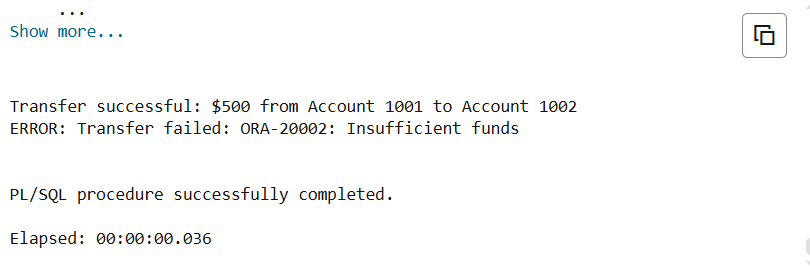 ...
Show more...
Transfer successful: $500 from Account 1001 to Account 1002
ERROR: Transfer failed: ORA-20002: Insufficient funds
PL/SQL procedure successfully completed.
Elapsed: 00:00:00.036